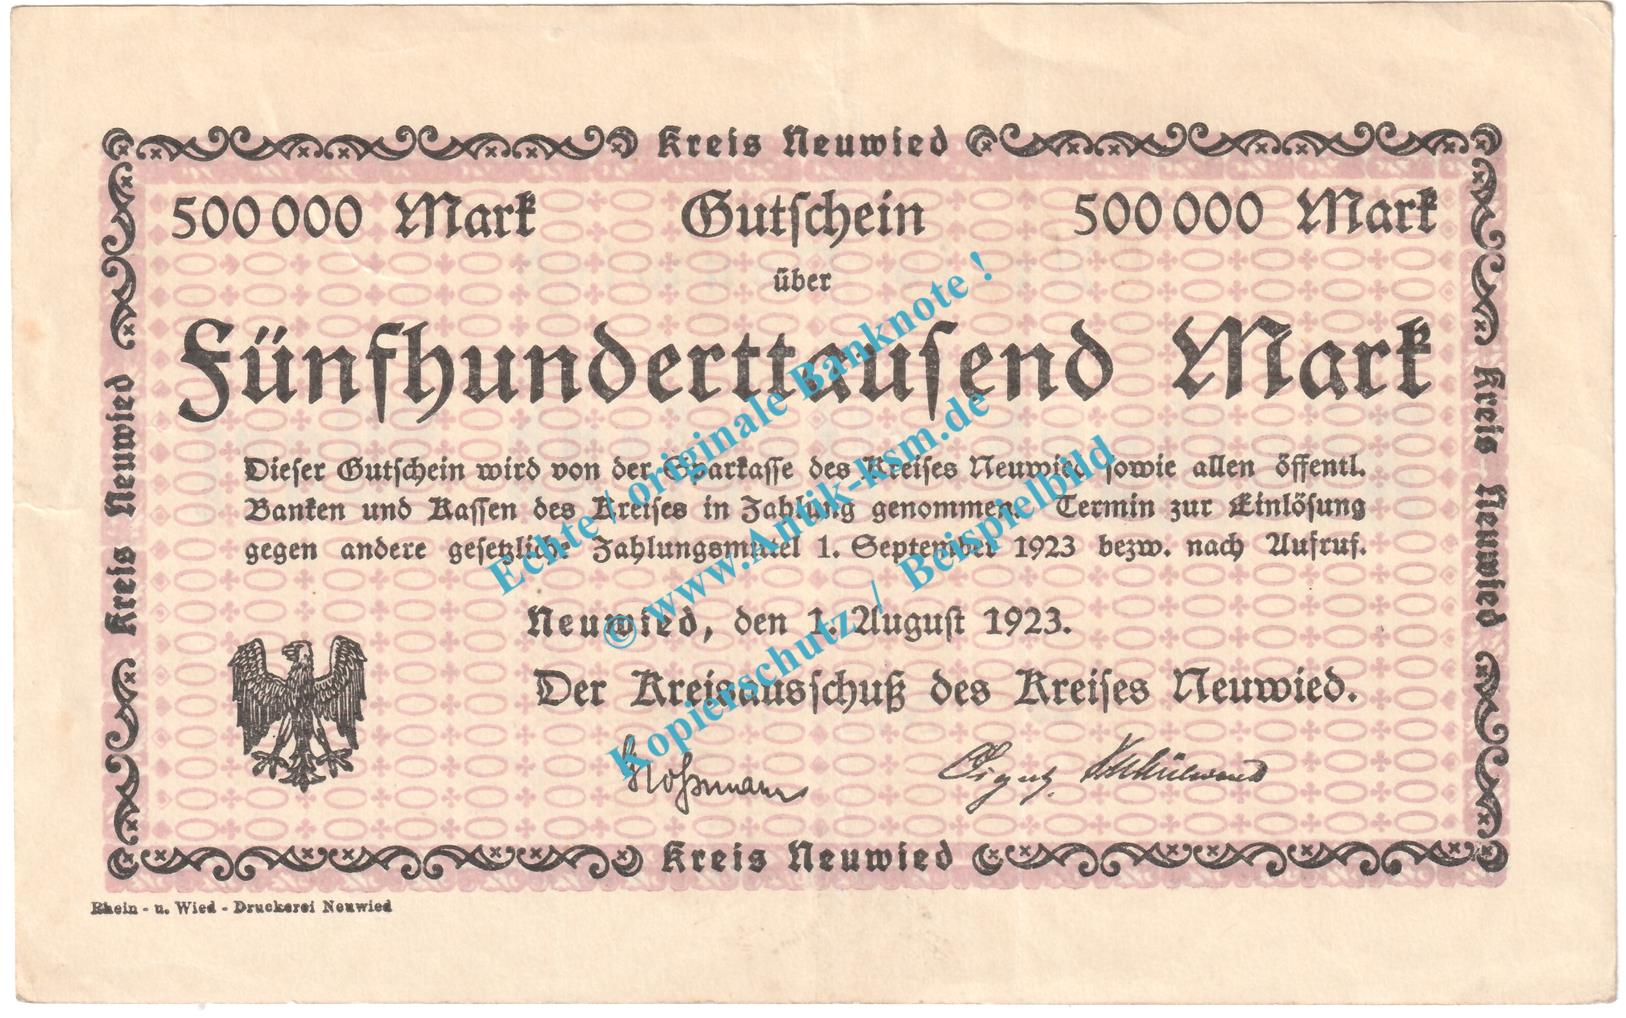 Kreis Neuwied
500 000 Mark Gutschein 500 000 Mark
über
Fünfhunderttausend Mark
Dieser Gutschein wird von der Sparkasse des Kreises Neuwied sowie allen öffentl.
Banken und Kassen des Kreises in Zahlung genommen. Termin zur Einlösung
gegen andere gesetzliche Zahlungsmittel 1. September 1923 bezw. nach Aufruf.
Neuwied, den 1. August 1923.
Der Kreisausschuß des Kreises Neuwied.
Kreis Neuwied
Kreis Neuwied
Kreis Neuwied
Rhein - u. Wied - Druckerei Neuwied
Echte / originale Banknote !
© www.Antik-ksm.de
Kopierschutz / Beispielbild